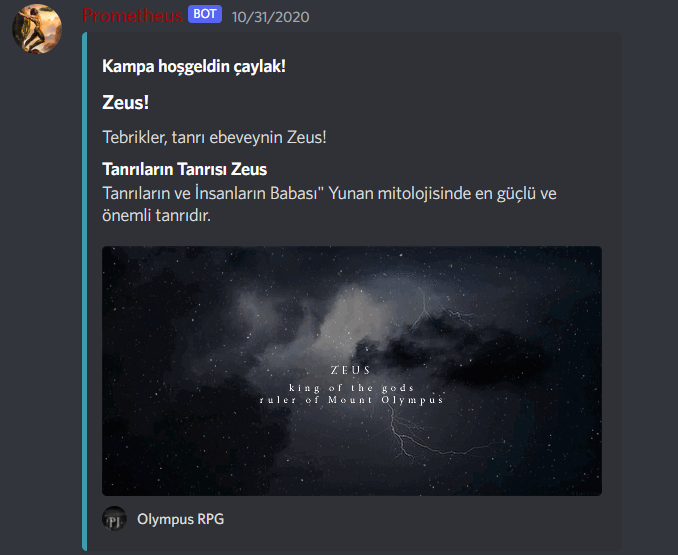 Prometheus BOT 10/31/2020
Kampa hoşgeldin çaylak!
Zeus!
Tebrikler, tanrı ebeveynin Zeus!
Tanrıların Tanrısı Zeus
Tanrıların ve İnsanların Babası" Yunan mitolojisinde en güçlü ve
önemli tanrıdır.
ZEUS
king of the gods
ruler of Mount Olympus
PJ
Olympus RPG